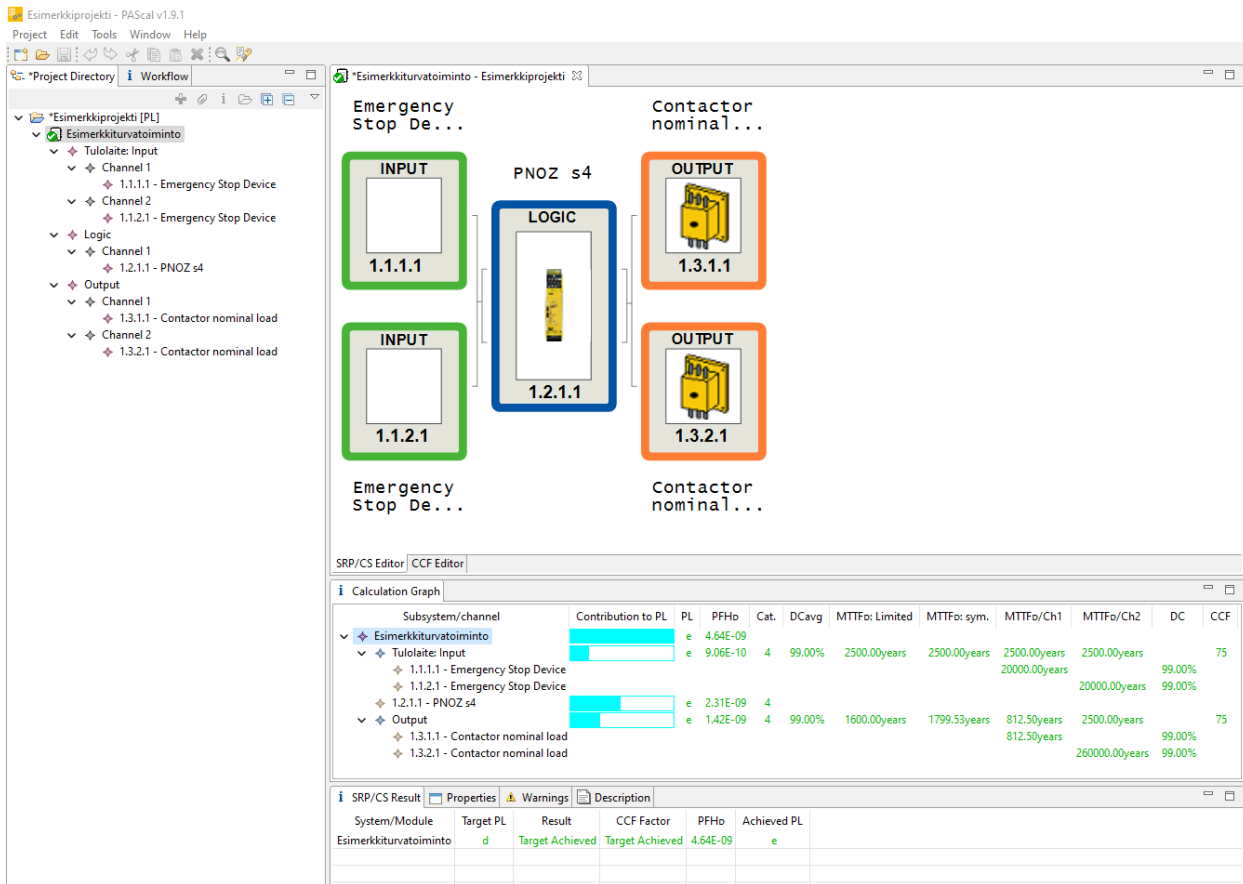 Esimerkkiprojekti - PAScal v1.9.1
Project Edit Tools Window Help
*Project Directory Workflow
*Esimerkkiprojekti [PL]
Esimerkkiturvatoiminto
Tulolaite: Input
Channel 1
1.1.1.1 - Emergency Stop Device
Channel 2
1.1.2.1 - Emergency Stop Device
Logic
Channel 1
1.2.1.1 - PNOZ s4
Output
Channel 1
1.3.1.1 - Contactor nominal load
Channel 2
1.3.2.1 - Contactor nominal load
*Esimerkkiturvatoiminto - Esimerkkiprojekti
Emergency
Stop De...
Contactor
nominal...
INPUT
1.1.1.1
PNOZ s4
LOGIC
1.2.1.1
OUTPUT
1.3.1.1
INPUT
1.1.2.1
OUTPUT
1.3.2.1
Emergency
Stop De...
Contactor
nominal...
SRP/CS Editor CCF Editor
Calculation Graph
Subsystem/channel Contribution to PL PL PFHD Cat. DCavg MTTFD: Limited MTTFD: sym. MTTFD/Ch1 MTTFD/Ch2 DC CCF
Esimerkkiturvatoiminto e 4.64E-09
Tulolaite: Input e 9.06E-10 4 99.00% 2500.00years 2500.00years 2500.00years 2500.00years 75
1.1.1.1 - Emergency Stop Device 20000.00years 99.00%
1.1.2.1 - Emergency Stop Device 20000.00years 99.00%
1.2.1.1 - PNOZ s4 e 2.31E-09 4
Output e 1.42E-09 4 99.00% 1600.00years 1799.53years 812.50years 2500.00years 75
1.3.1.1 - Contactor nominal load 812.50years 99.00%
1.3.2.1 - Contactor nominal load 260000.00years 99.00%
SRP/CS Result Properties Warnings Description
System/Module Target PL Result CCF Factor PFHD Achieved PL
Esimerkkiturvatoiminto d Target Achieved Target Achieved 4.64E-09 e